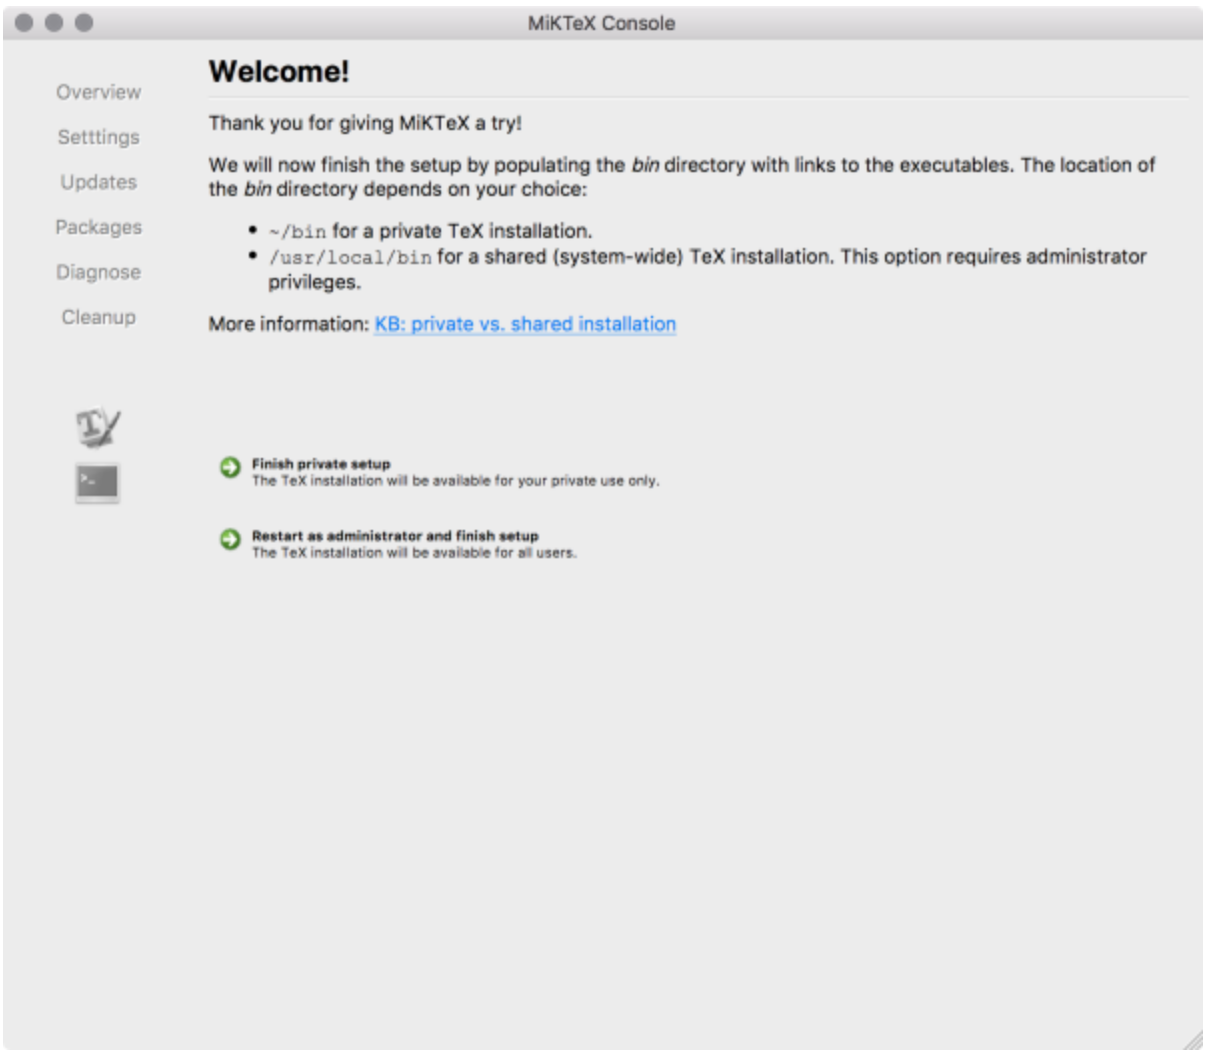 MiKTeX Console
Overview
Setttings
Updates
Packages
Diagnose
Cleanup
Welcome!
Thank you for giving MiKTeX a try!
We will now finish the setup by populating the bin directory with links to the executables. The location of
the bin directory depends on your choice:
• ~/bin for a private TeX installation.
• /usr/local/bin for a shared (system-wide) TeX installation. This option requires administrator
privileges.
More information: KB: private vs. shared installation
Finish private setup
The TeX installation will be available for your private use only.
Restart as administrator and finish setup
The TeX installation will be available for all users.